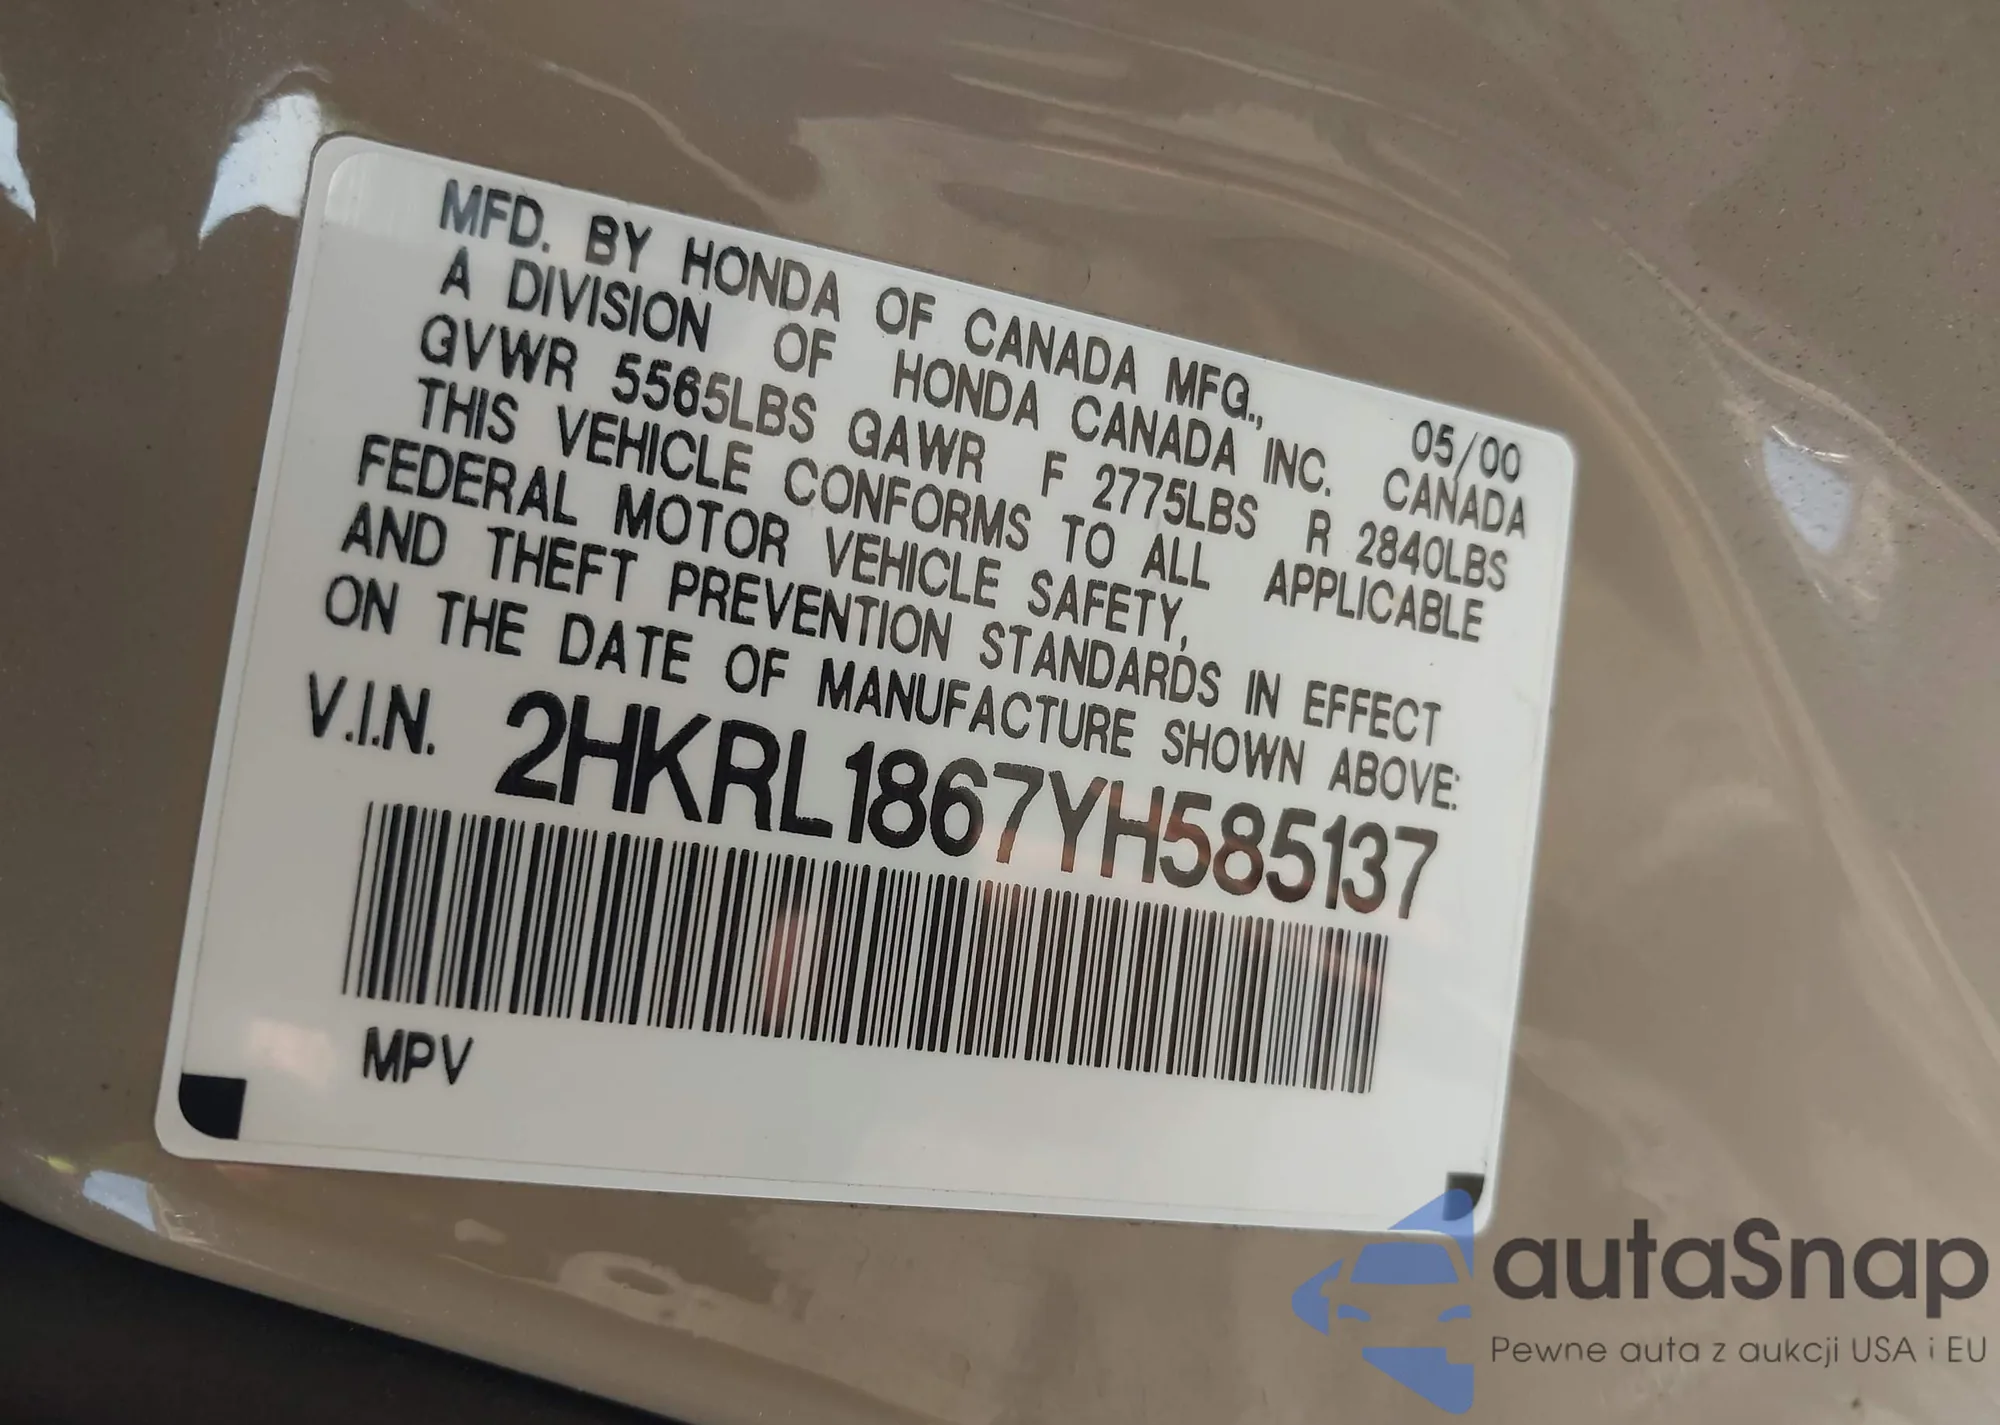 MFD. BY HONDA OF CANADA MFG., 05/00
A DIVISION OF HONDA CANADA INC. CANADA
GVWR 5565LBS GAWR F 2775LBS R 2840LBS
THIS VEHICLE CONFORMS TO ALL APPLICABLE
FEDERAL MOTOR VEHICLE SAFETY,
AND THEFT PREVENTION STANDARDS IN EFFECT
ON THE DATE OF MANUFACTURE SHOWN ABOVE:
V.I.N. 2HKRL1867YH585137
MPV
autaSnap
Pewne auta z aukcji USA i EU